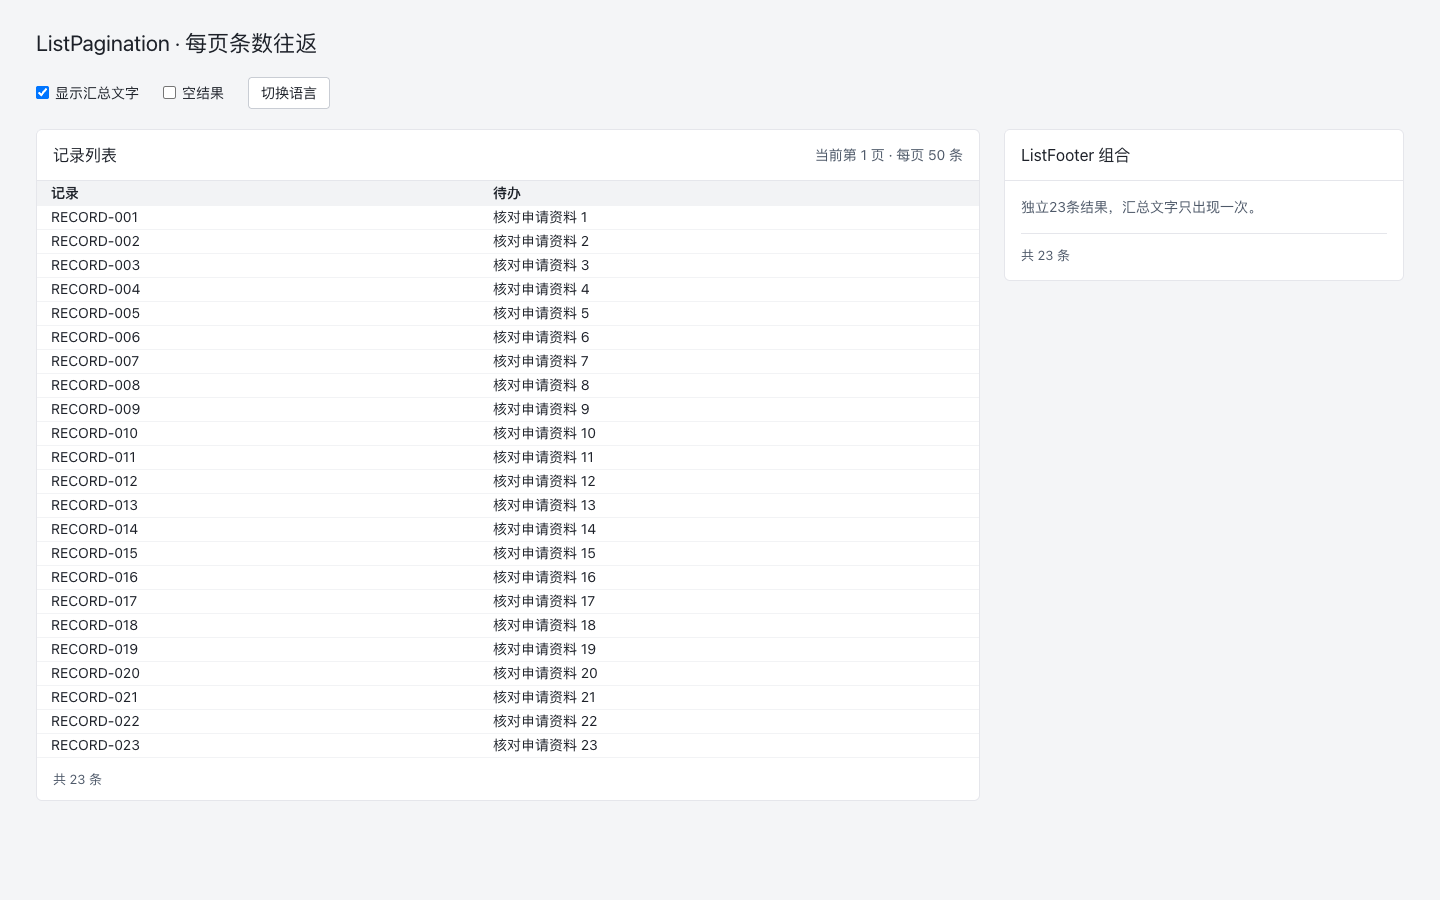 ListPagination · 每页条数往返
显示汇总文字 空结果 切换语言
记录列表 当前第 1 页 · 每页 50 条
记录 待办
RECORD-001 核对申请资料 1
RECORD-002 核对申请资料 2
RECORD-003 核对申请资料 3
RECORD-004 核对申请资料 4
RECORD-005 核对申请资料 5
RECORD-006 核对申请资料 6
RECORD-007 核对申请资料 7
RECORD-008 核对申请资料 8
RECORD-009 核对申请资料 9
RECORD-010 核对申请资料 10
RECORD-011 核对申请资料 11
RECORD-012 核对申请资料 12
RECORD-013 核对申请资料 13
RECORD-014 核对申请资料 14
RECORD-015 核对申请资料 15
RECORD-016 核对申请资料 16
RECORD-017 核对申请资料 17
RECORD-018 核对申请资料 18
RECORD-019 核对申请资料 19
RECORD-020 核对申请资料 20
RECORD-021 核对申请资料 21
RECORD-022 核对申请资料 22
RECORD-023 核对申请资料 23
共 23 条
ListFooter 组合
独立23条结果，汇总文字只出现一次。
共 23 条